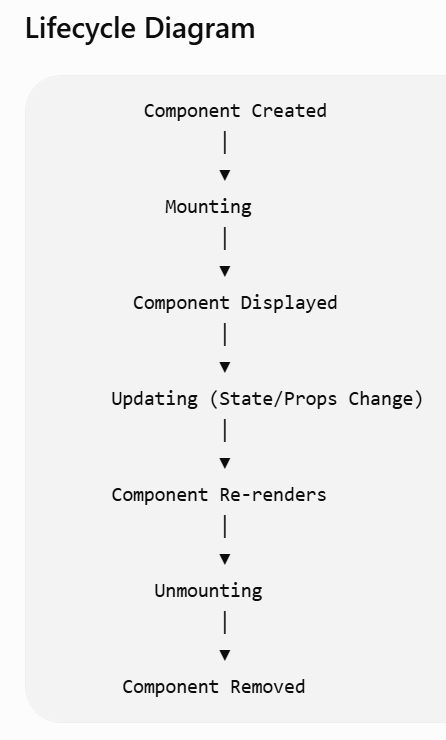 Lifecycle Diagram
Component Created
│
▼
Mounting
│
▼
Component Displayed
│
▼
Updating (State/Props Change)
│
▼
Component Re-renders
│
▼
Unmounting
│
▼
Component Removed